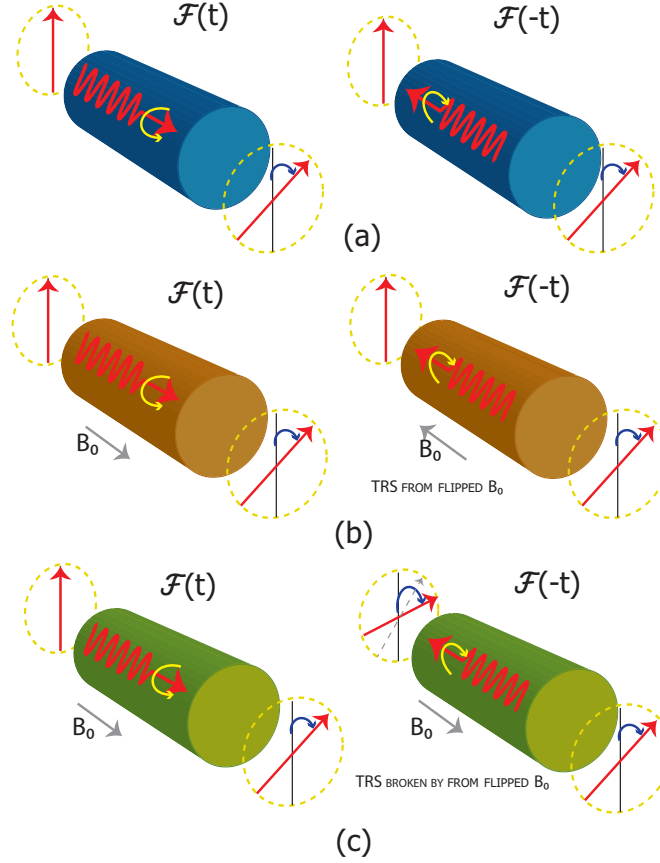 ℱ(t) ℱ(-t)
(a)
ℱ(t) ℱ(-t)
B₀ B₀
TRS FROM FLIPPED B₀
(b)
ℱ(t) ℱ(-t)
B₀ B₀
TRS BROKEN BY FROM FLIPPED B₀
(c)